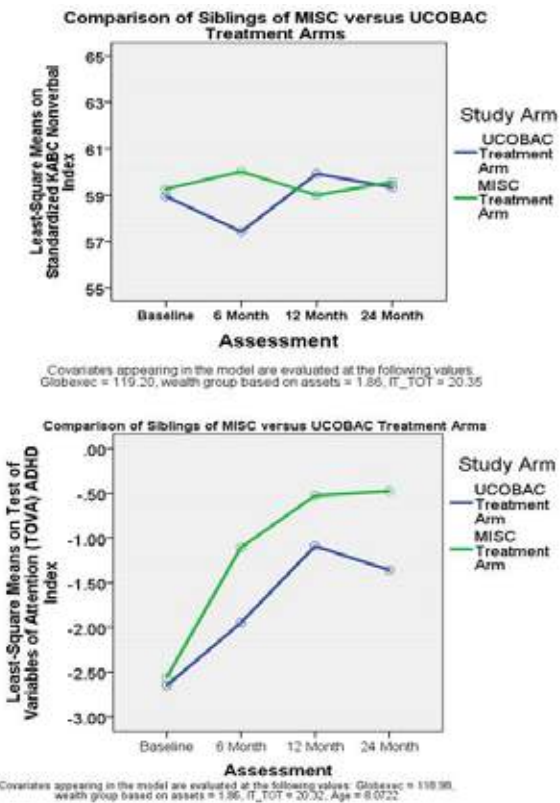 Comparison of Siblings of MISC versus UCOBAC
Treatment Arms
Least-Square Means on
Standardized KABC Nonverbal
Index
65
63
61
59
57
55
Baseline 6 Month 12 Month 24 Month
Assessment
Study Arm
UCOBAC
Treatment
Arm
MISC
Treatment
Arm
Covariates appearing in the model are evaluated at the following values:
Globexec = 119.20, wealth group based on assets = 1.86, IT_TOT = 20.35
Comparison of Siblings of MISC versus UCOBAC Treatment Arms
Least-Square Means on Test of
Variables of Attention (TOVA) ADHD
Index
.00
-.50
-1.00
-1.50
-2.00
-2.50
-3.00
Baseline 6 Month 12 Month 24 Month
Assessment
Study Arm
UCOBAC
Treatment
Arm
MISC
Treatment
Arm
Covariates appearing in the model are evaluated at the following values: Globexec = 118.98,
wealth group based on assets = 1.86, IT_TOT = 20.32, Age = 8.0722